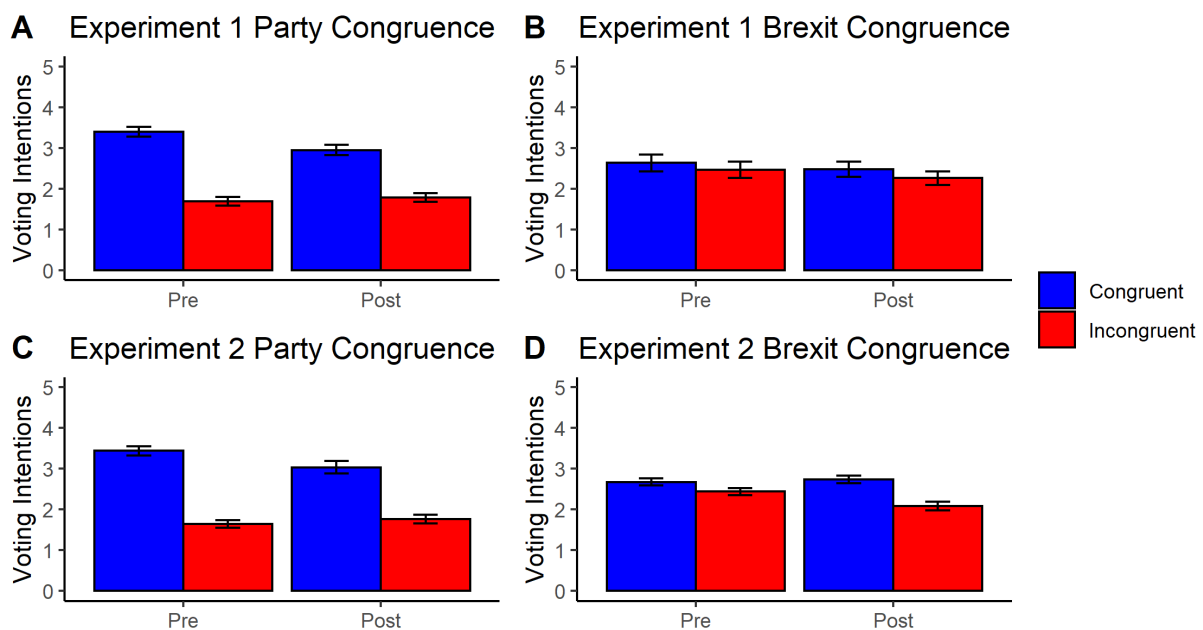 A Experiment 1 Party Congruence
Voting Intentions
5
4
3
2
1
0
Pre Post
B Experiment 1 Brexit Congruence
Voting Intentions
5
4
3
2
1
0
Pre Post
Congruent
Incongruent
C Experiment 2 Party Congruence
Voting Intentions
5
4
3
2
1
0
Pre Post
D Experiment 2 Brexit Congruence
Voting Intentions
5
4
3
2
1
0
Pre Post